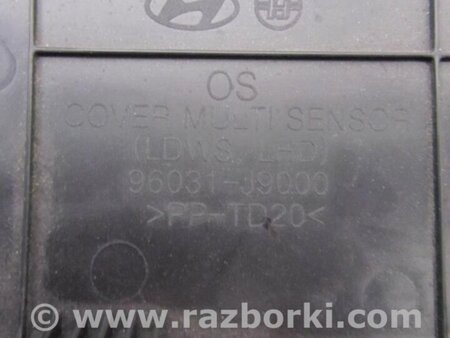 OS
COVER MULTI SENSOR
(LDWS, LHD)
96031-J9000
>PP-TD20<
www.razborki.com